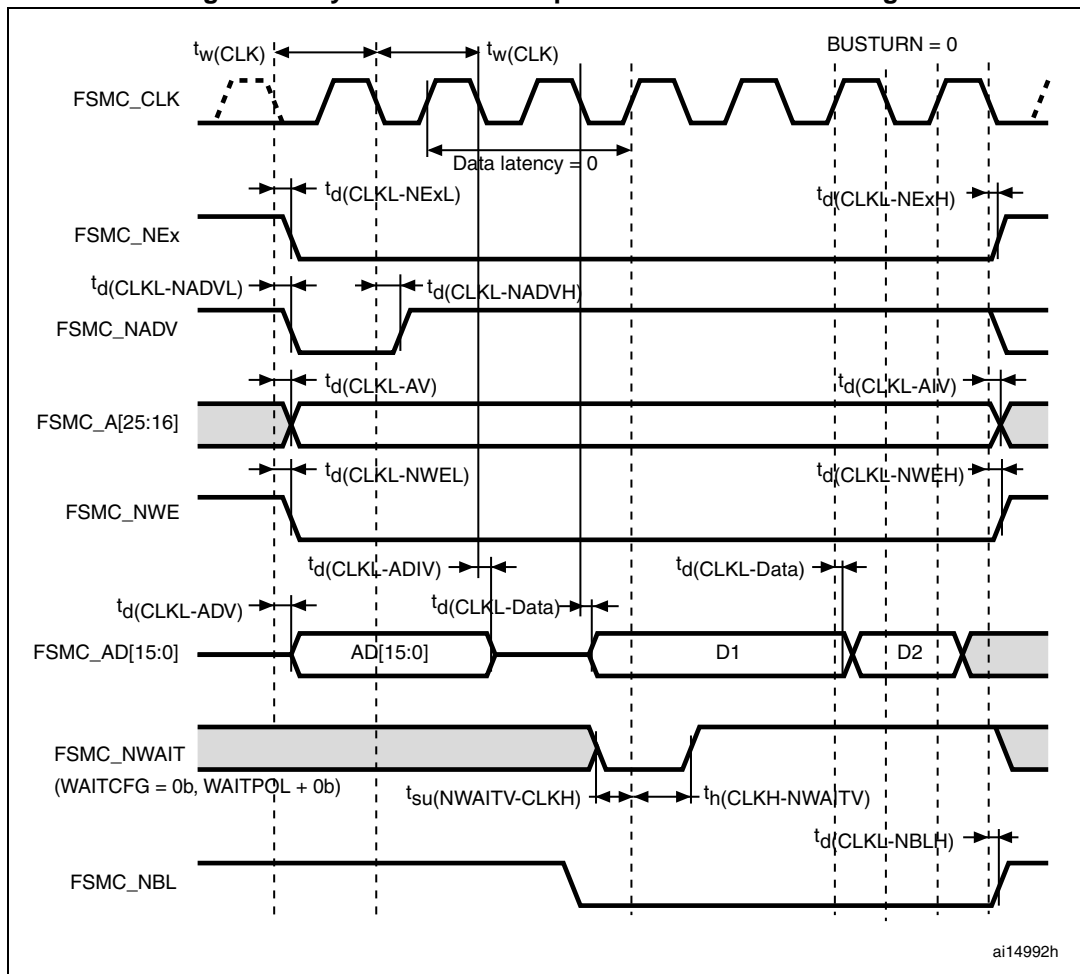 BUSTURN = 0
tw(CLK)
tw(CLK)
FSMC_CLK
Data latency = 0
td(CLKL-NExL)
td(CLKL-NExH)
FSMC_NEx
td(CLKL-NADVL)
td(CLKL-NADVH)
FSMC_NADV
td(CLKL-AV)
td(CLKL-AIV)
FSMC_A[25:16]
td(CLKL-NWEL)
td(CLKL-NWEH)
FSMC_NWE
td(CLKL-ADIV)
td(CLKL-Data)
td(CLKL-ADV)
td(CLKL-Data)
FSMC_AD[15:0]
AD[15:0]
D1
D2
FSMC_NWAIT
(WAITCFG = 0b, WAITPOL + 0b)
tsu(NWAITV-CLKH)
th(CLKH-NWAITV)
td(CLKL-NBLH)
FSMC_NBL
ai14992h